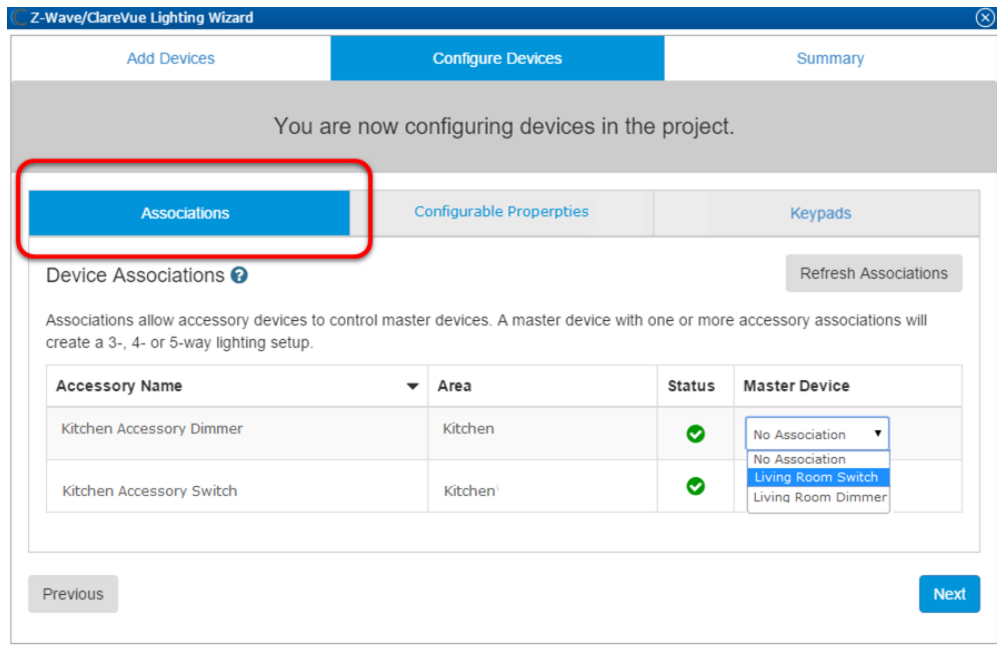 Z-Wave/ClareVue Lighting Wizard
Add Devices
Configure Devices
Summary
You are now configuring devices in the project.
Associations
Configurable Properpties
Keypads
Device Associations
Refresh Associations
Associations allow accessory devices to control master devices. A master device with one or more accessory associations will
create a 3-, 4- or 5-way lighting setup.
Accessory Name
Area
Status
Master Device
Kitchen Accessory Dimmer
Kitchen
No Association
No Association
Living Room Switch
Living Room Dimmer
Kitchen Accessory Switch
Kitchen
Previous
Next